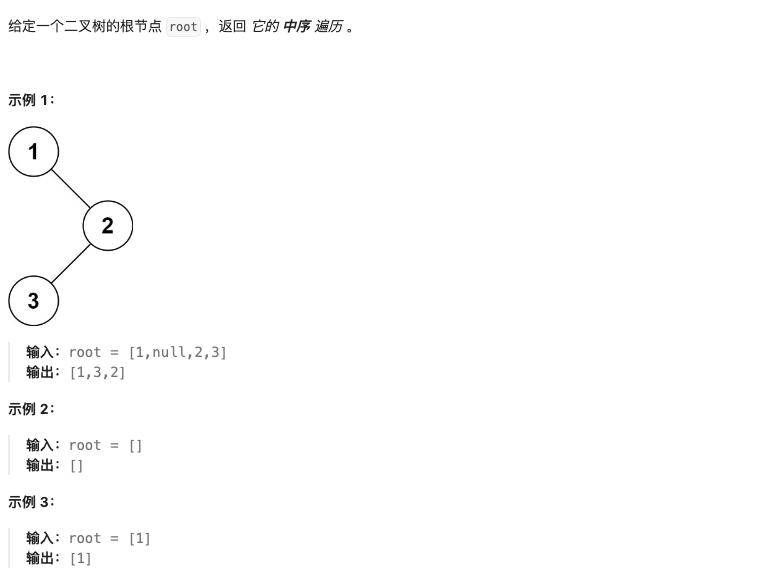 给定一个二叉树的根节点 root ，返回 它的 中序 遍历 。
示例 1：
1
2
3
输入：root = [1,null,2,3]
输出：[1,3,2]
示例 2：
输入：root = []
输出：[]
示例 3：
输入：root = [1]
输出：[1]